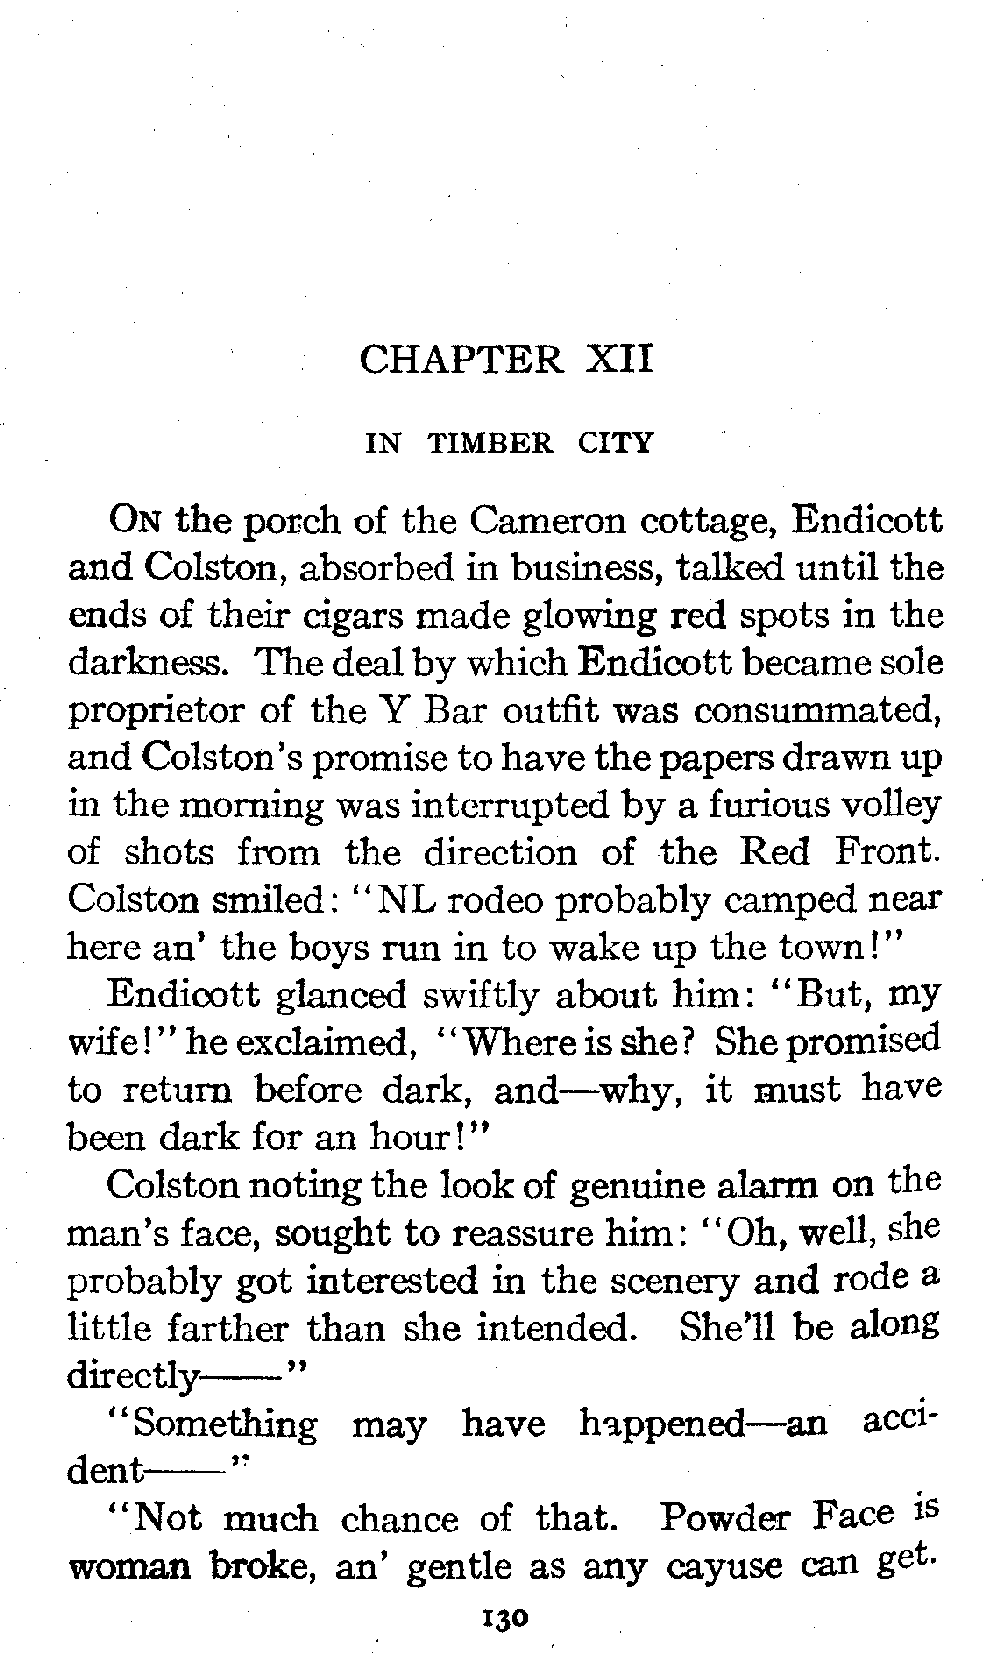 CHAPTER XII
IN TIMBER CITY
ON the porch of the Cameron cottage, Endicott
and Colston, absorbed in business, talked until the
ends of their cigars made glowing red spots in the
darkness. The deal by which Endicott became sole
proprietor of the Y Bar outfit was consummated,
and Colston's promise to have the papers drawn up
in the morning was interrupted by a furious volley
of shots from the direction of the Red Front.
Colston smiled: "NL rodeo probably camped near
here an' the boys run in to wake up the town!"
Endicott glanced swiftly about him: "But, my
wife!" he exclaimed, "Where is she? She promised
to return before dark, and—why, it must have
been dark for an hour!"
Colston noting the look of genuine alarm on the
man's face, sought to reassure him: "Oh, well, she
probably got interested in the scenery and rode a
little farther than she intended. She'll be along
directly——"
"Something may have happened—an acci-
dent——"
"Not much chance of that. Powder Face is
woman broke, an' gentle as any cayuse can get.
130